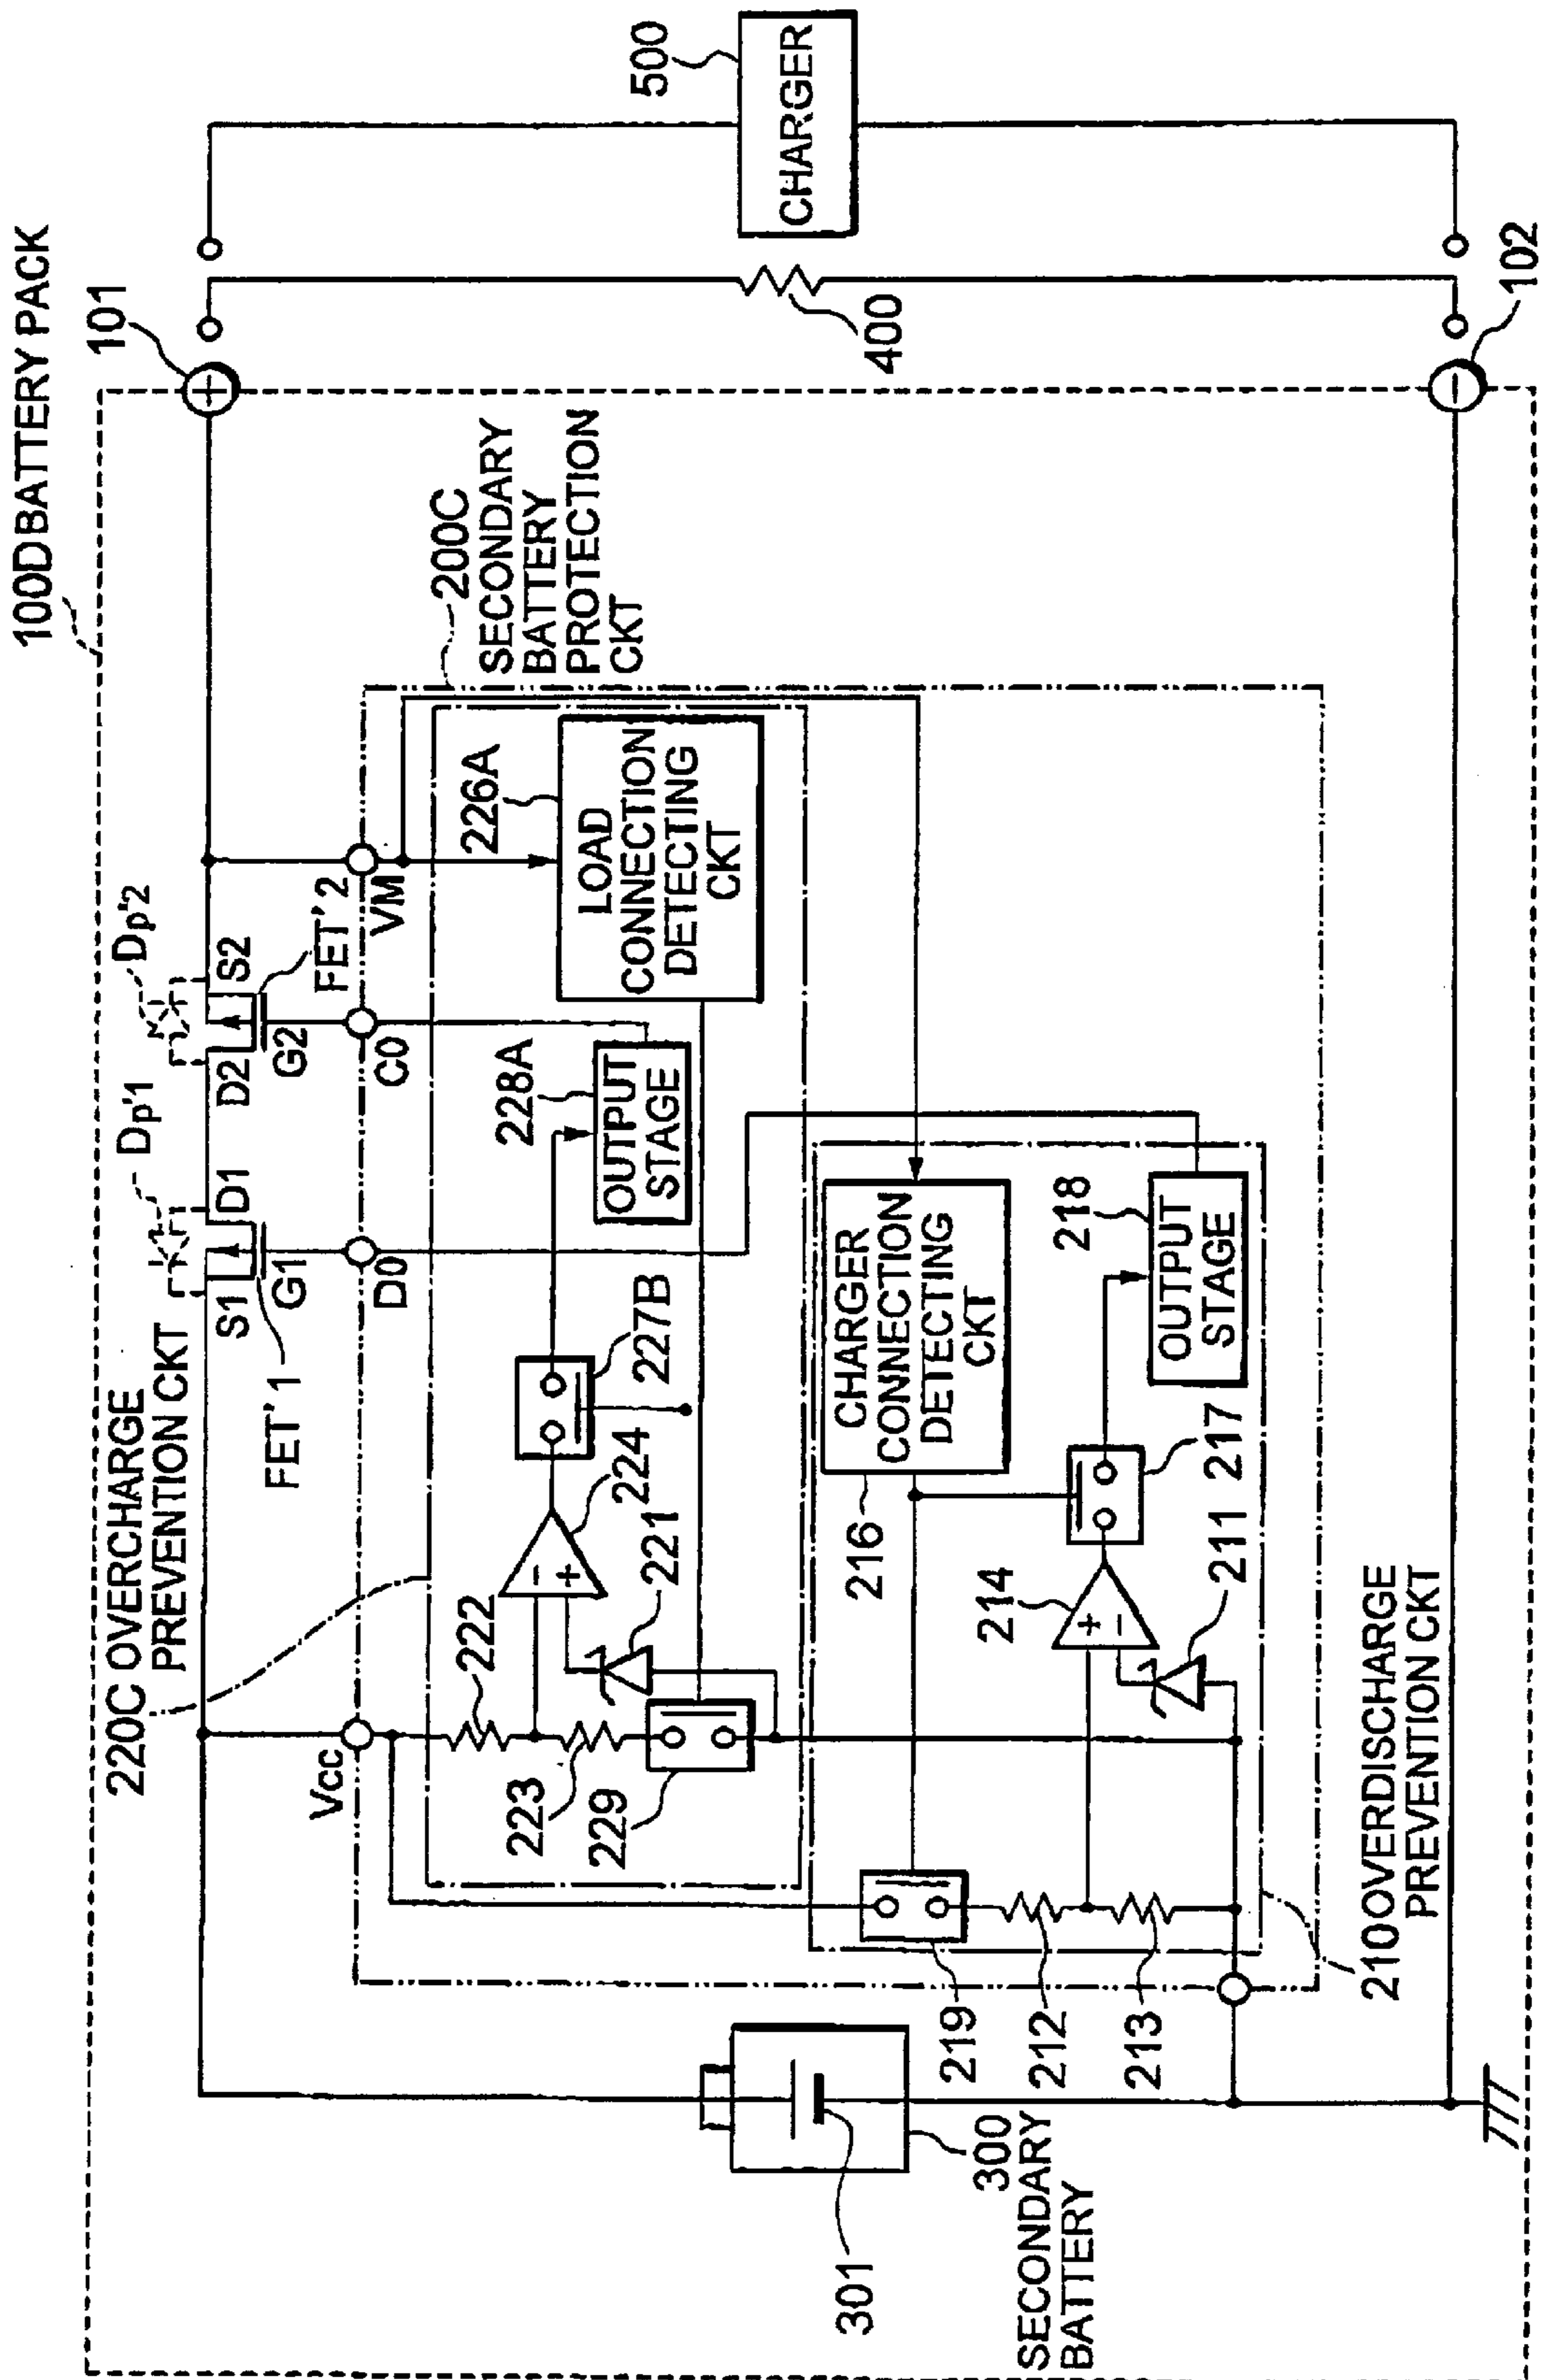 100D BATTERY PACK
101
102
400
500
CHARGER
200C
SECONDARY
BATTERY
PROTECTION
CKT
220C OVERCHARGE
PREVENTION CKT
FET'1
FET'2
Dp'1
Dp'2
S1
D1
G1
D2
S2
G2
Vcc
D0
C0
VM
226A
LOAD
CONNECTION
DETECTING
CKT
228A
OUTPUT
STAGE
227B
224
-
+
221
222
223
229
216
CHARGER
CONNECTION
DETECTING
CKT
218
OUTPUT
STAGE
217
214
+
-
211
219
212
213
210 OVERDISCHARGE
PREVENTION CKT
301
300
SECONDARY
BATTERY
+
-